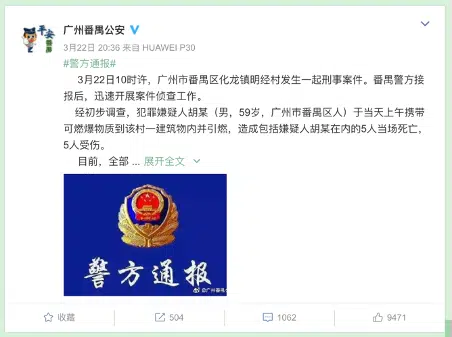 广州番禺公安
3月22日 20:36 来自 HUAWEI P30
#警方通报#
3月22日10时许，广州市番禺区化龙镇明经村发生一起刑事案件。番禺警方接
报后，迅速开展案件侦查工作。
经初步调查，犯罪嫌疑人胡某（男，59岁，广州市番禺区人）于当天上午携带
可燃爆物质到该村一建筑物内并引燃，造成包括嫌疑人胡某在内的5人当场死亡，
5人受伤。
目前，全部 ... 展开全文
警方通报
收藏 504 1062 9471